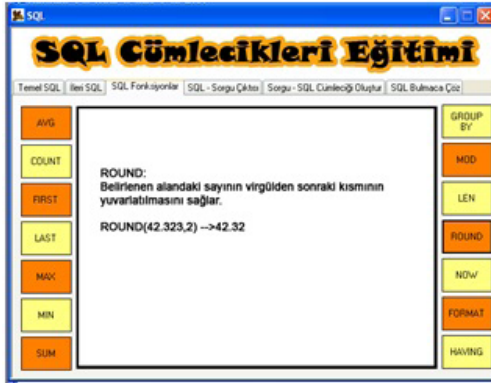 SQL
SQL Cümlecikleri Eğitimi
Temel SQL
İleri SQL
SQL Fonksiyonlar
SQL - Sorgu Çıktısı
Sorgu - SQL Cümleciği Oluştur
SQL Bulmaca Çöz
AVG
COUNT
FIRST
LAST
MAX
MIN
SUM
ROUND:
Belirlenen alandaki sayının virgülden sonraki kısmının
yuvarlatılmasını sağlar.
ROUND(42.323,2) -->42.32
GROUP
BY
MOD
LEN
ROUND
NOW
FORMAT
HAVING